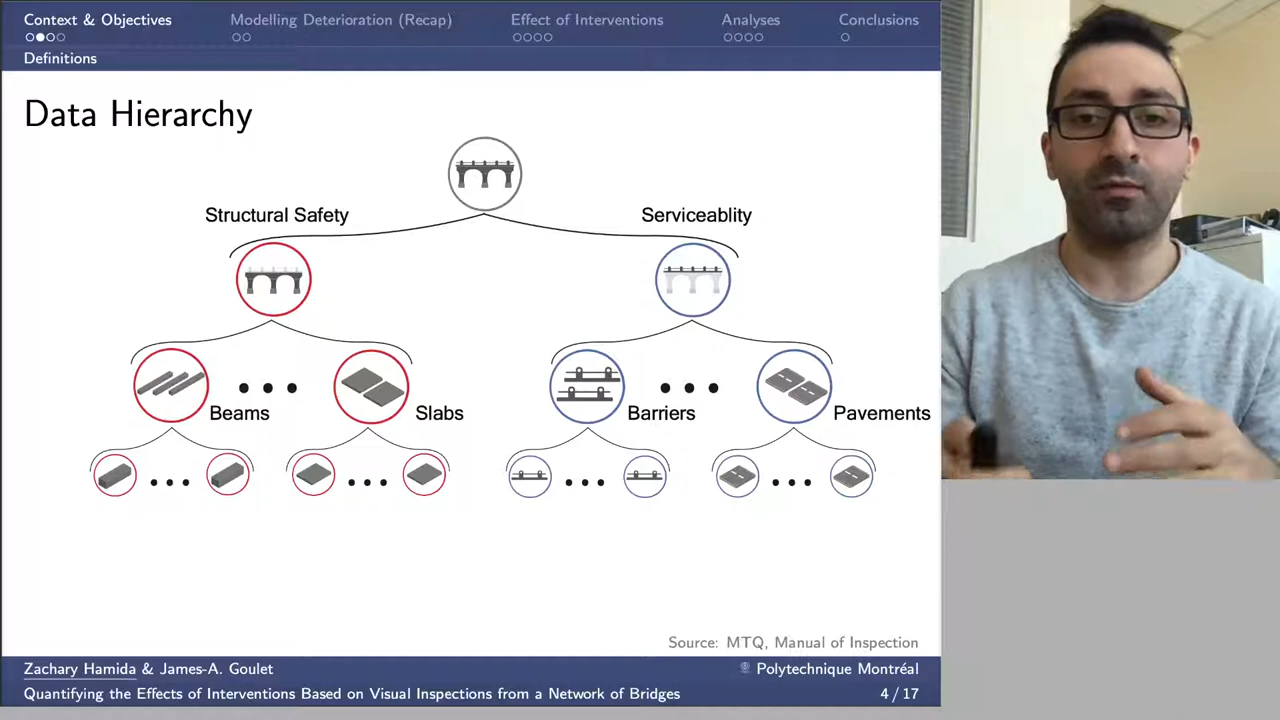 Context & Objectives
Modelling Deterioration (Recap)
Effect of Interventions
Analyses
Conclusions
Definitions
Data Hierarchy
Structural Safety
Serviceablity
Beams
Slabs
Barriers
Pavements
Source: MTQ, Manual of Inspection
Zachary Hamida & James-A. Goulet
Polytechnique Montréal
Quantifying the Effects of Interventions Based on Visual Inspections from a Network of Bridges
4 / 17